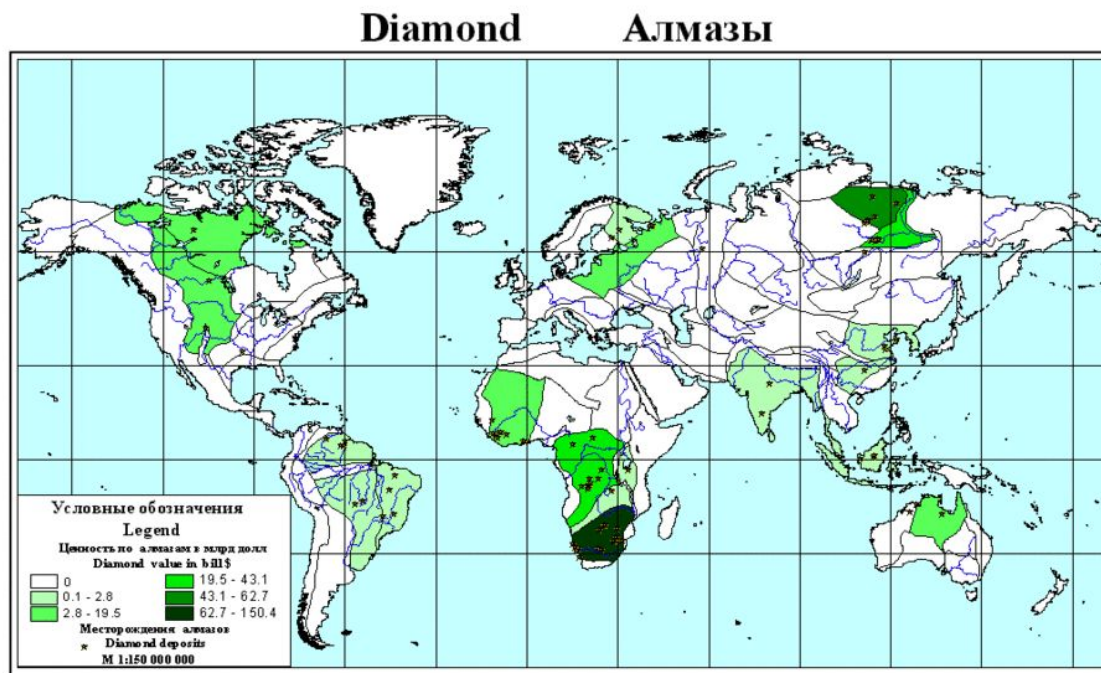 Diamond Алмазы
Условные обозначения
Legend
Ценность по алмазам в млрд долл
Diamond value in bill $
0
0.1 - 2.8
2.8 - 19.5
19.5 - 43.1
43.1 - 62.7
62.7 - 150.4
Месторождения алмазов
Diamond deposits
М 1:150 000 000